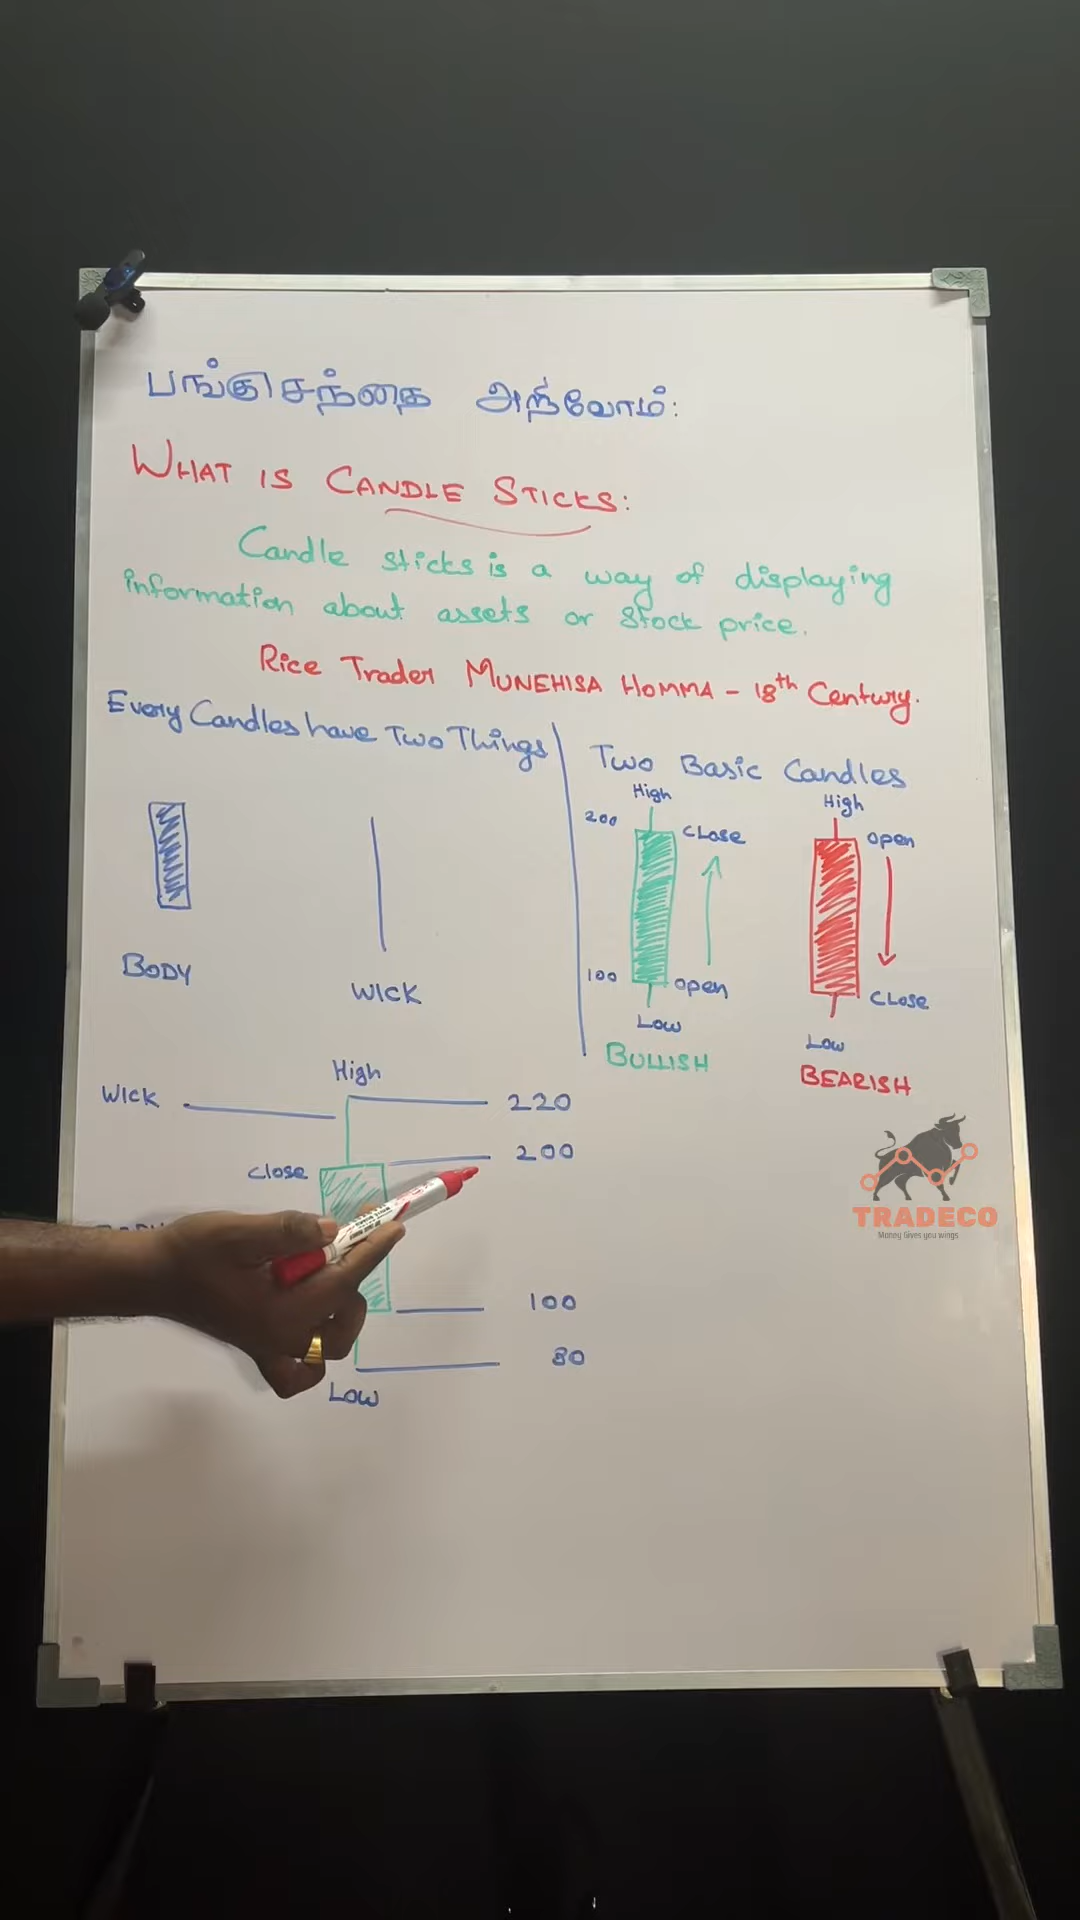 பங்குசந்தை அறிவோம்:
WHAT IS CANDLE STICKS:
Candle sticks is a way of displaying
information about assets or stock price.
Rice Trader MUNEHISA HOMMA - 18th Century.
Every Candles have Two Things
BODY
WICK
Two Basic Candles
High
200
CLose
100
open
Low
BULLISH
High
open
CLose
Low
BEARISH
High
WICK
220
Close
200
100
80
Low
TRADECO
Money Gives you wings